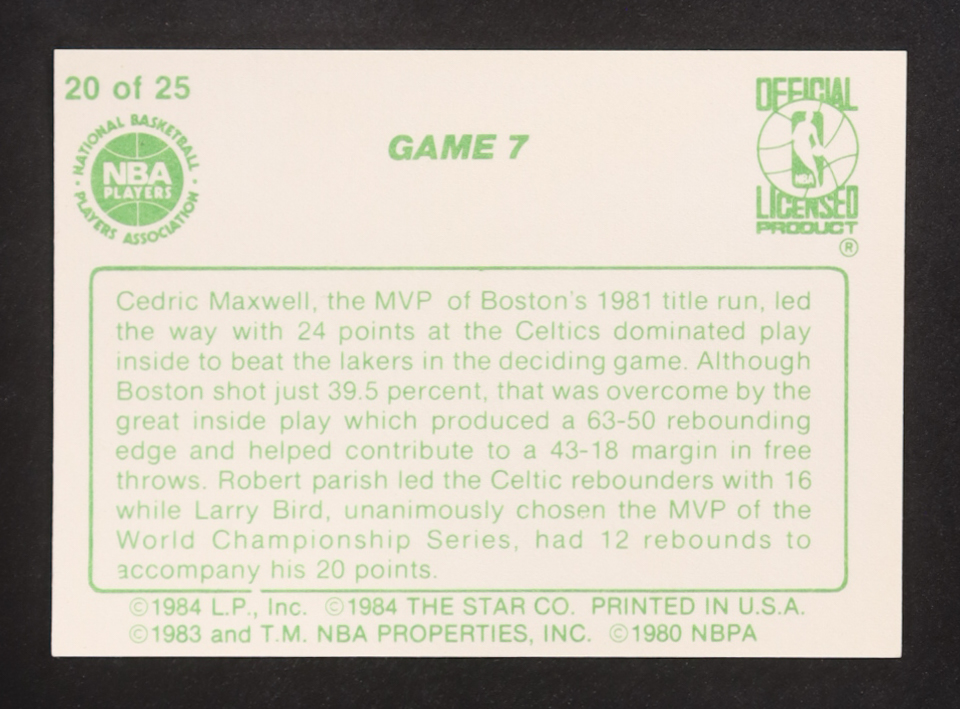 20 of 25
NATIONAL BASKETBALL
NBA
PLAYERS
PLAYERS ASSOCIATION
GAME 7
OFFICIAL
NBA
LICENSED
PRODUCT
®
Cedric Maxwell, the MVP of Boston's 1981 title run, led
the way with 24 points at the Celtics dominated play
inside to beat the lakers in the deciding game. Although
Boston shot just 39.5 percent, that was overcome by the
great inside play which produced a 63-50 rebounding
edge and helped contribute to a 43-18 margin in free
throws. Robert parish led the Celtic rebounders with 16
while Larry Bird, unanimously chosen the MVP of the
World Championship Series, had 12 rebounds to
accompany his 20 points.
©1984 L.P., Inc. ©1984 THE STAR CO. PRINTED IN U.S.A.
©1983 and T.M. NBA PROPERTIES, INC. ©1980 NBPA